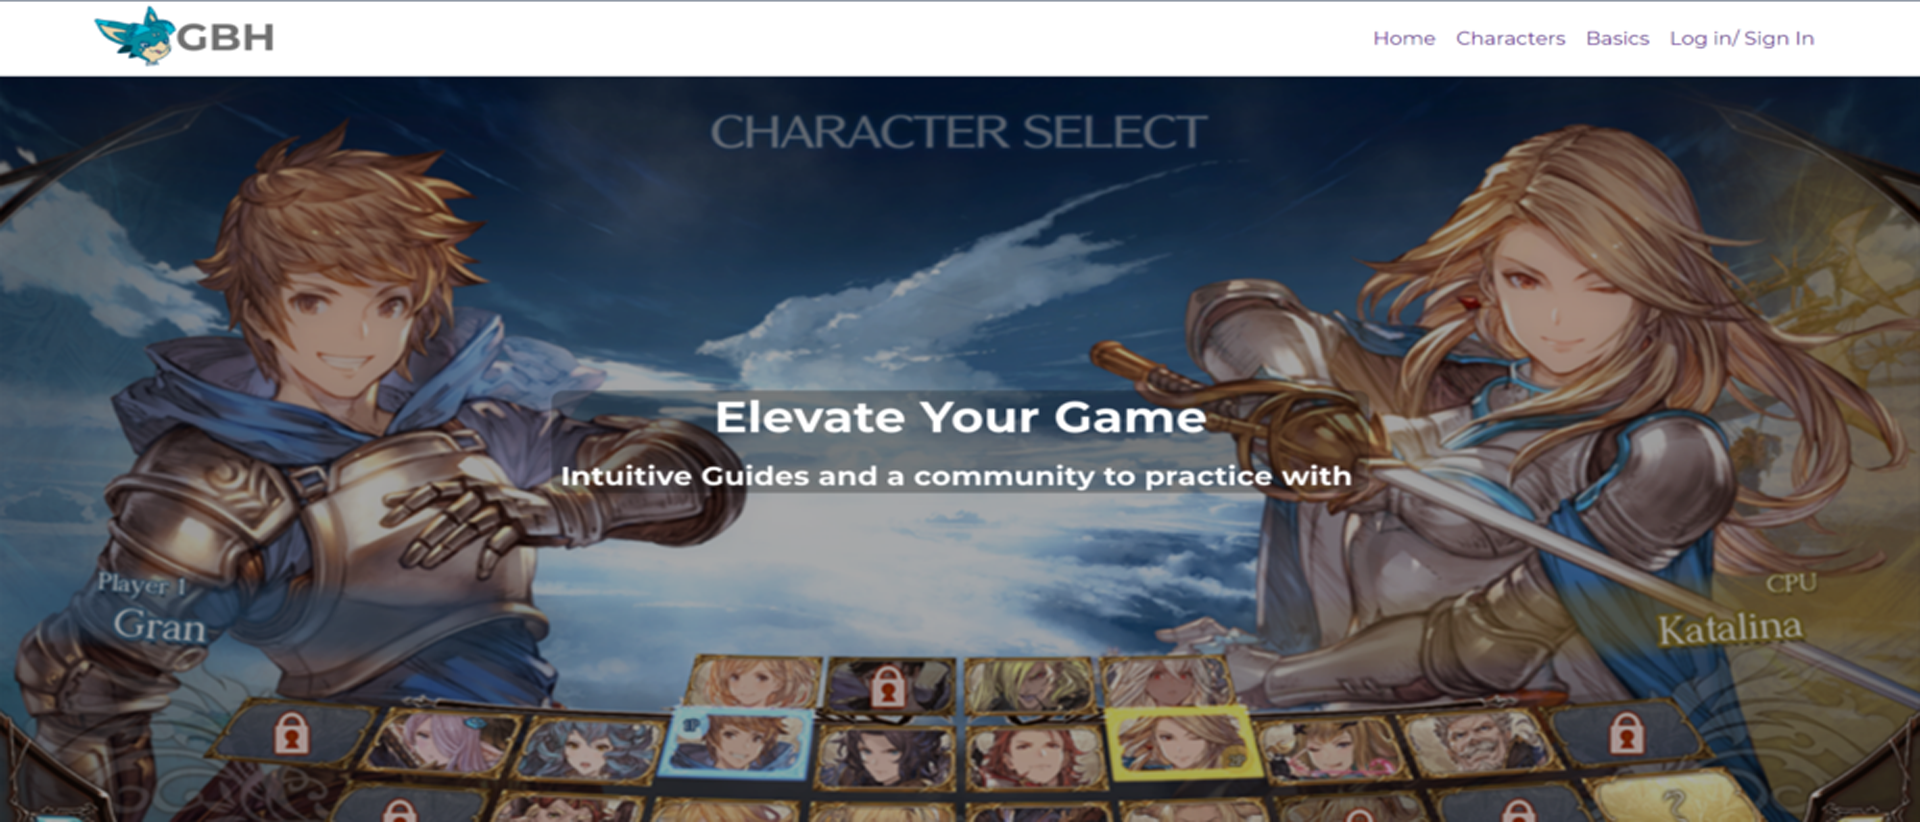 GBH
Home Characters Basics Log in/ Sign In
CHARACTER SELECT
Elevate Your Game
Intuitive Guides and a community to practice with
Player 1
Gran
CPU
Katalina
1P
?